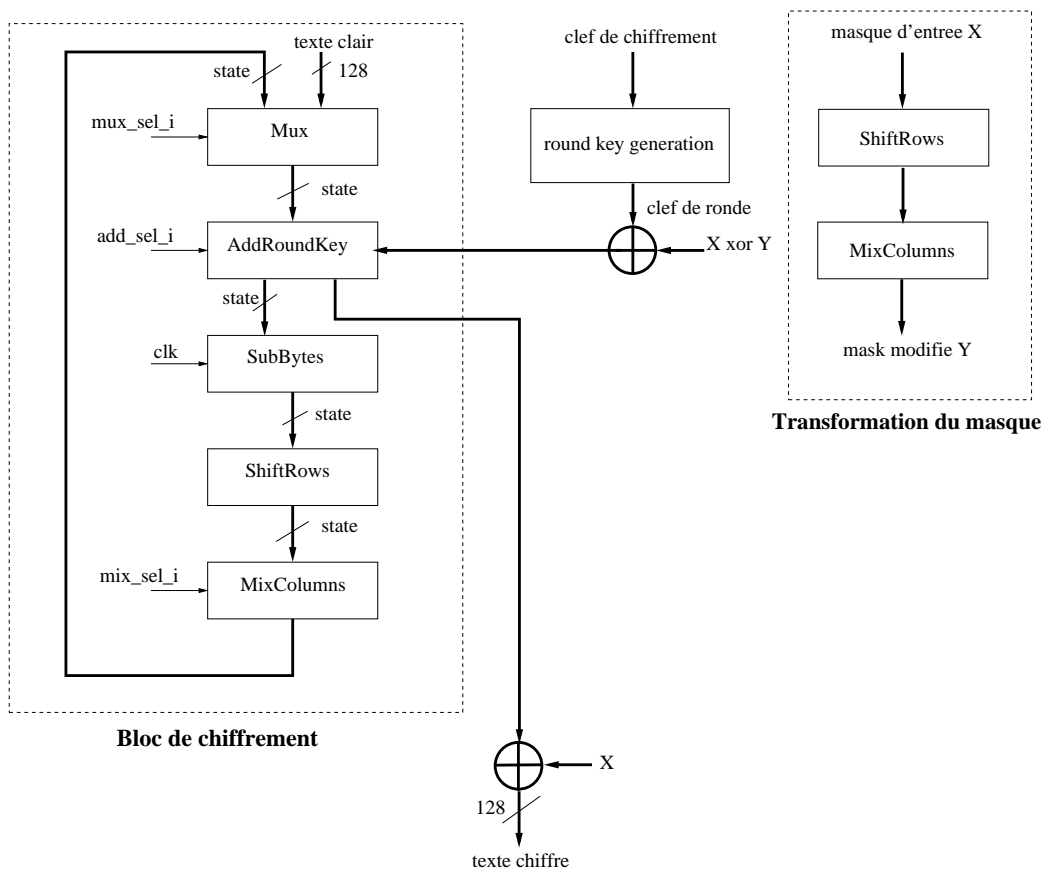 texte clair
state
128
mux_sel_i
Mux
state
add_sel_i
AddRoundKey
state
clk
SubBytes
state
ShiftRows
state
mix_sel_i
MixColumns
Bloc de chiffrement
clef de chiffrement
round key generation
clef de ronde
X xor Y
X
128
texte chiffre
masque d'entree X
ShiftRows
MixColumns
mask modifie Y
Transformation du masque